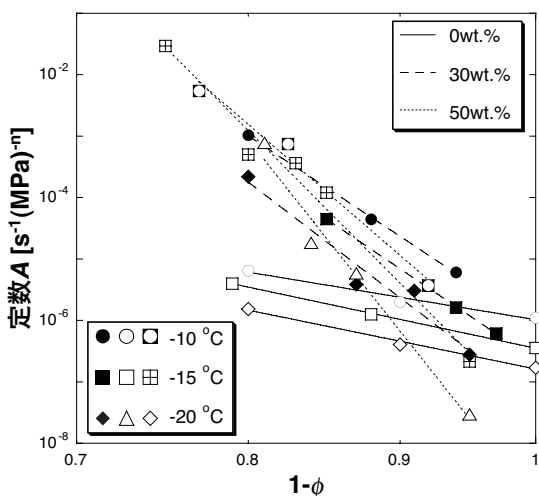 10⁻²
10⁻⁴
10⁻⁶
10⁻⁸
定数A [s⁻¹(MPa)⁻ⁿ]
0wt.%
30wt.%
50wt.%
-10 °C
-15 °C
-20 °C
0.7 0.8 0.9 1
1-ϕ